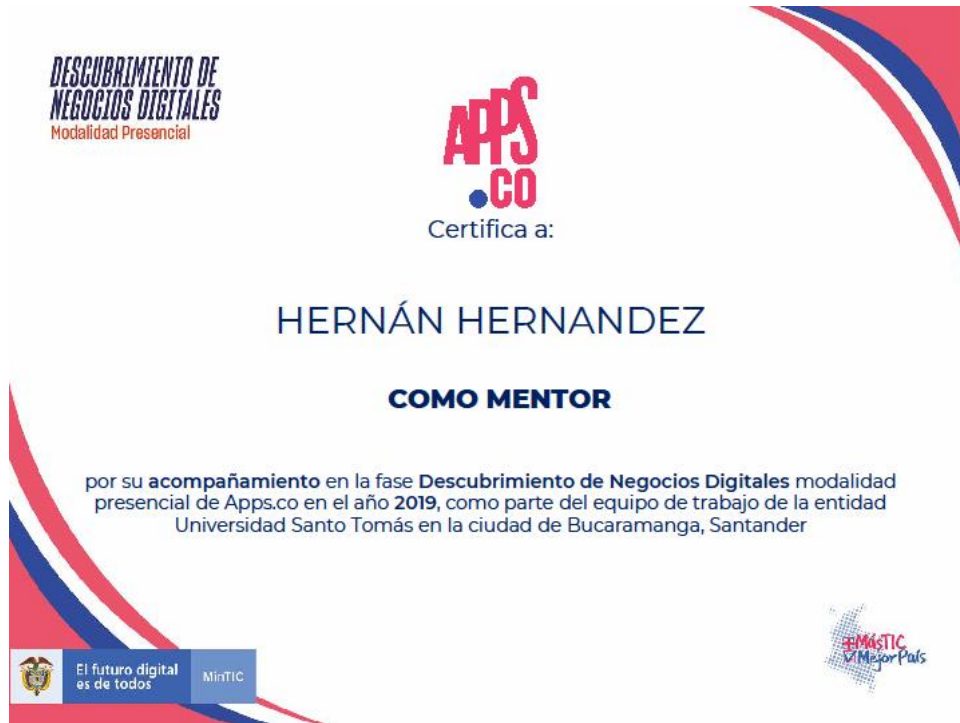 DESCUBRIMIENTO DE
NEGOCIOS DIGITALES
Modalidad Presencial
APPS
.CO
Certifica a:
HERNÁN HERNANDEZ
COMO MENTOR
por su acompañamiento en la fase Descubrimiento de Negocios Digitales modalidad
presencial de Apps.co en el año 2019, como parte del equipo de trabajo de la entidad
Universidad Santo Tomás en la ciudad de Bucaramanga, Santander
El futuro digital
es de todos
MinTIC
+MásTIC
MejorPaís